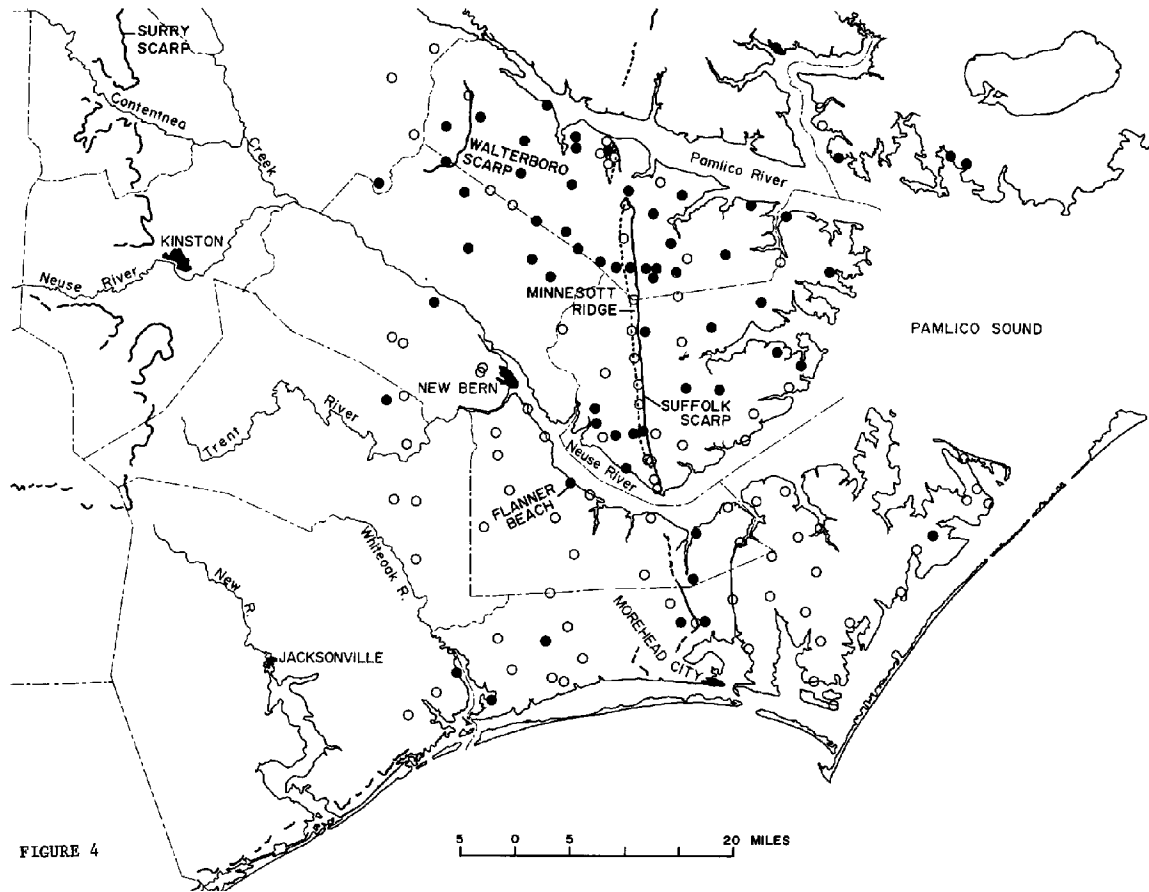 SURRY
SCARP
Contentnea
Creek
WALTERBORO
SCARP
Pamlico River
KINSTON
Neuse River
MINNESOTT
RIDGE
PAMLICO SOUND
NEW BERN
SUFFOLK
SCARP
Trent River
Neuse River
FLANNER
BEACH
Whiteoak R.
New R.
MOREHEAD CITY
JACKSONVILLE
5 0 5 20 MILES
FIGURE 4